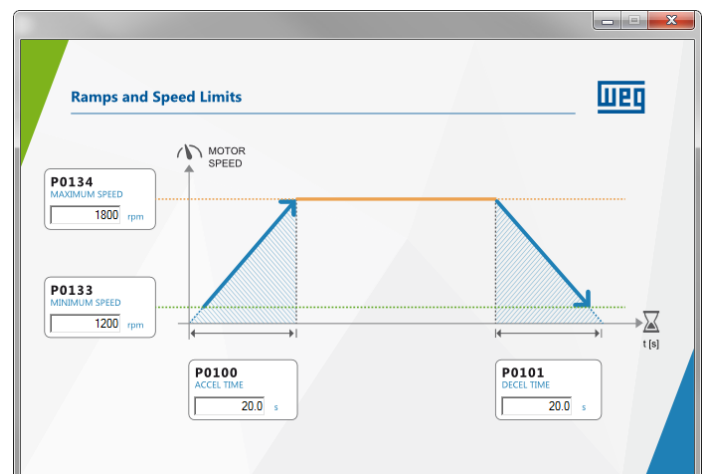 Ramps and Speed Limits
WEG
MOTOR
SPEED
P0134
MAXIMUM SPEED
1800 rpm
P0133
MINIMUM SPEED
1200 rpm
t [s]
P0100
ACCEL TIME
20.0 s
P0101
DECEL TIME
20.0 s